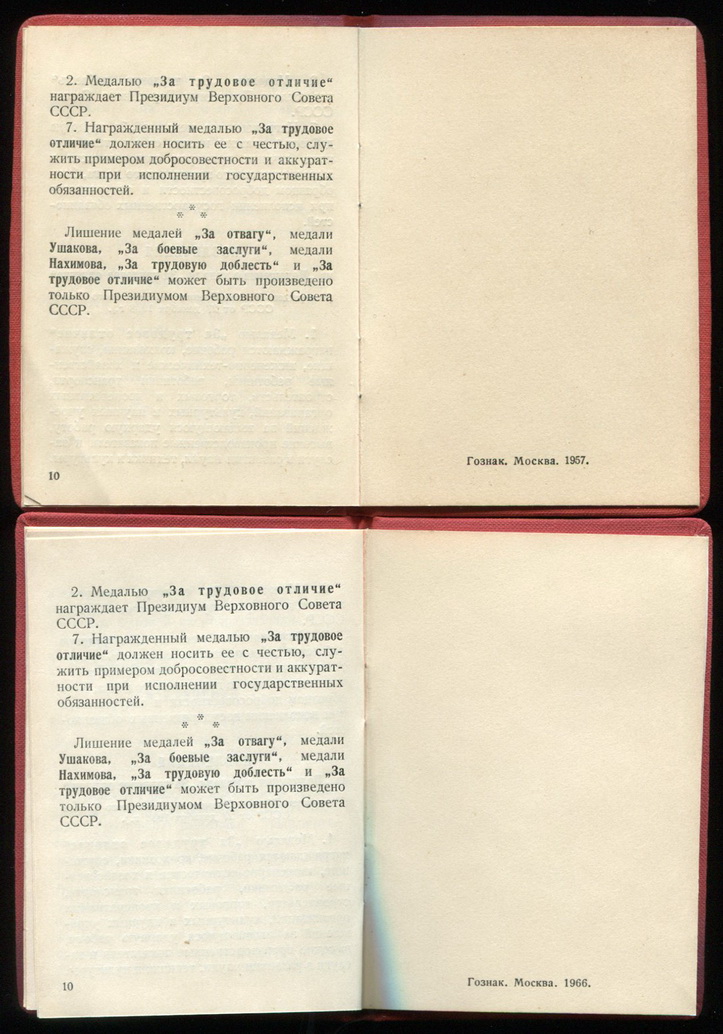 2. Медалью „За трудовое отличие“
награждает Президиум Верховного Совета
СССР.
7. Награжденный медалью „За трудовое
отличие“ должен носить ее с честью, слу-
жить примером добросовестности и аккурат-
ности при исполнении государственных
обязанностей.
*
* *
Лишение медалей „За отвагу“, медали
Ушакова, „За боевые заслуги“, медали
Нахимова, „За трудовую доблесть“ и „За
трудовое отличие“ может быть произведено
только Президиумом Верховного Совета
СССР.
10
Гознак. Москва. 1957.
2. Медалью „За трудовое отличие“
награждает Президиум Верховного Совета
СССР.
7. Награжденный медалью „За трудовое
отличие“ должен носить ее с честью, слу-
жить примером добросовестности и аккурат-
ности при исполнении государственных
обязанностей.
*
* *
Лишение медалей „За отвагу“, медали
Ушакова, „За боевые заслуги“, медали
Нахимова, „За трудовую доблесть“ и „За
трудовое отличие“ может быть произведено
только Президиумом Верховного Совета
СССР.
10
Гознак. Москва. 1966.